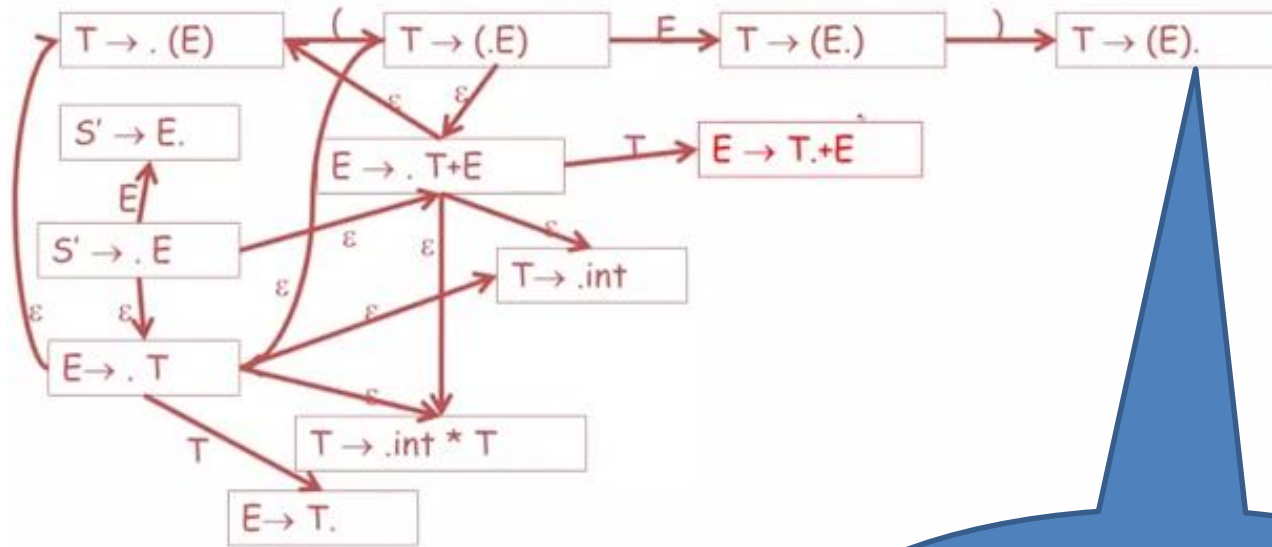 T → . (E)
(
T → (.E)
E
T → (E.)
)
T → (E).
ε
ε
S' → E.
E → . T+E
T
E → T.+E
E
S' → . E
ε
ε
ε
T → .int
ε
ε
ε
ε
E → . T
ε
T → .int * T
T
E → T.